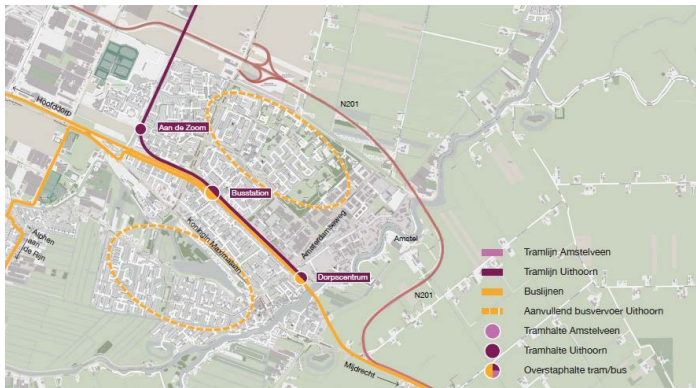 N201
Hoofddorp
Aan de Zoom
Busstation
Koningin Maximalaan
Amsterdamseweg
Amstel
Alphen
aan
de Rijn
Dorpscentrum
N201
Mijdrecht
Tramlijn Amstelveen
Tramlijn Uithoorn
Buslijnen
Aanvullend busvervoer Uithoorn
Tramhalte Amstelveen
Tramhalte Uithoorn
Overstaphalte tram/bus